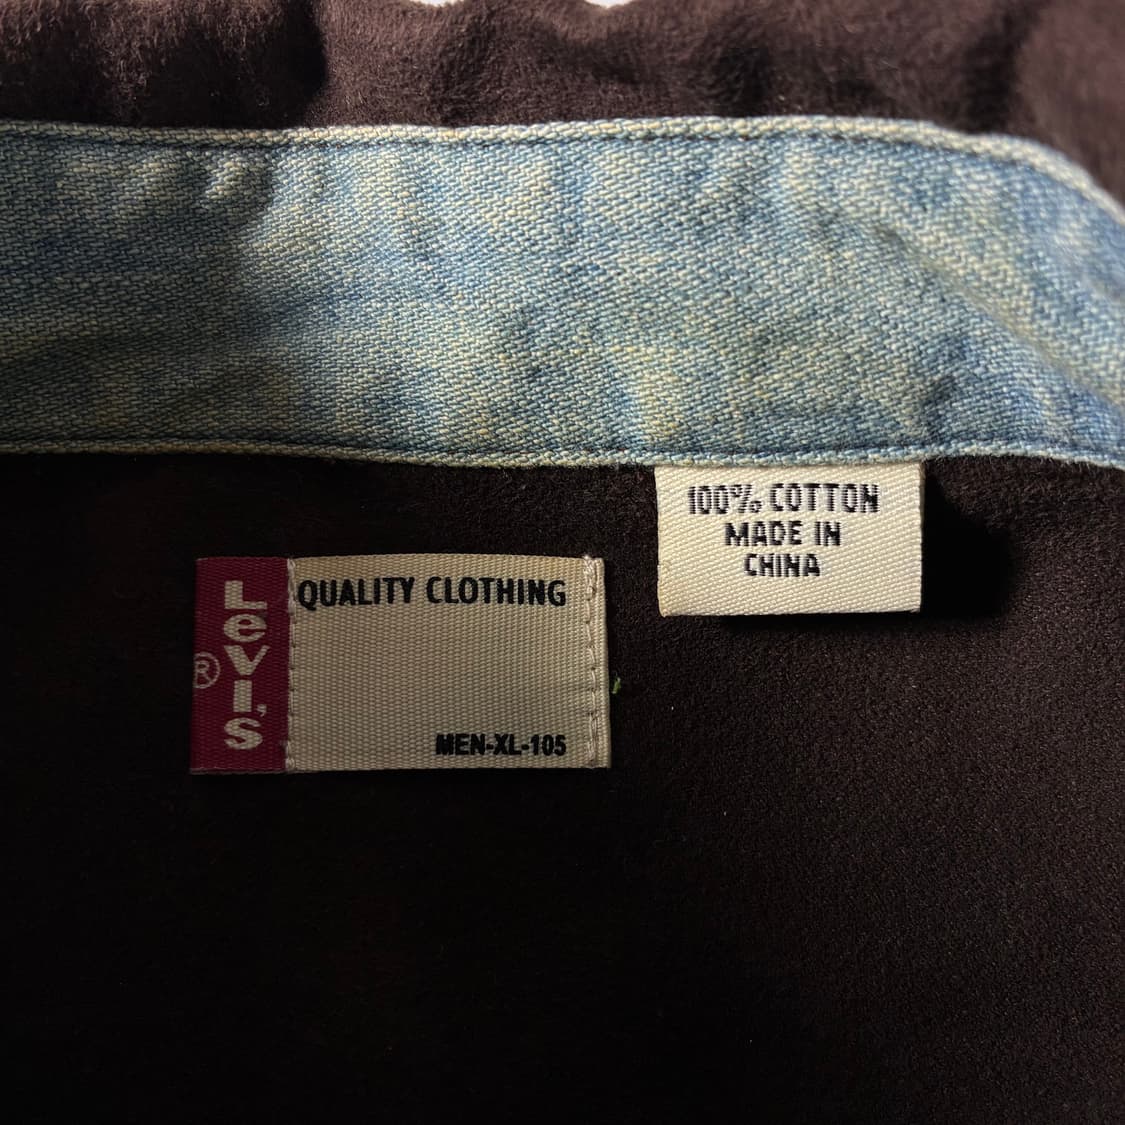 100% COTTON
MADE IN
CHINA
QUALITY CLOTHING
Levi's
®
MEN-XL-105